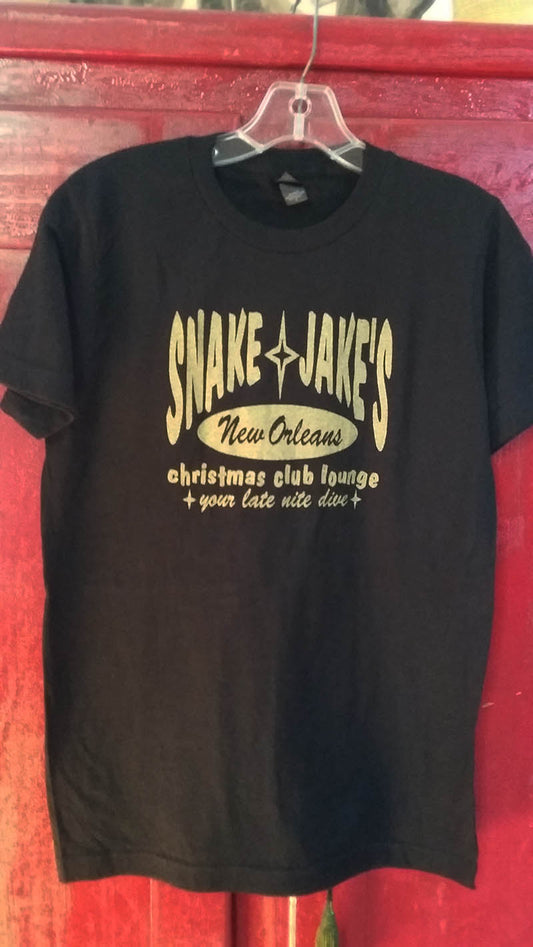 SNAKE JAKE'S
New Orleans
christmas club lounge
your late nite dive